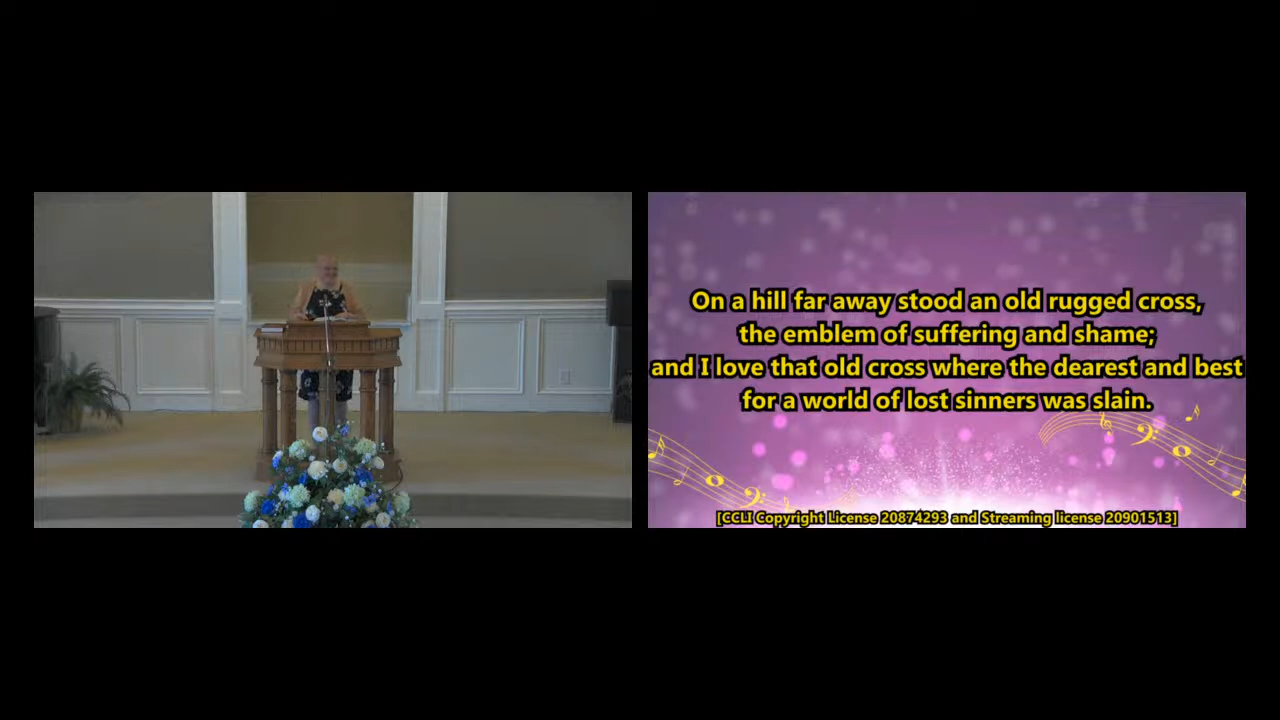 On a hill far away stood an old rugged cross,
the emblem of suffering and shame;
and I love that old cross where the dearest and best
for a world of lost sinners was slain.
[CCLI Copyright License 20874293 and Streaming license 20901513]